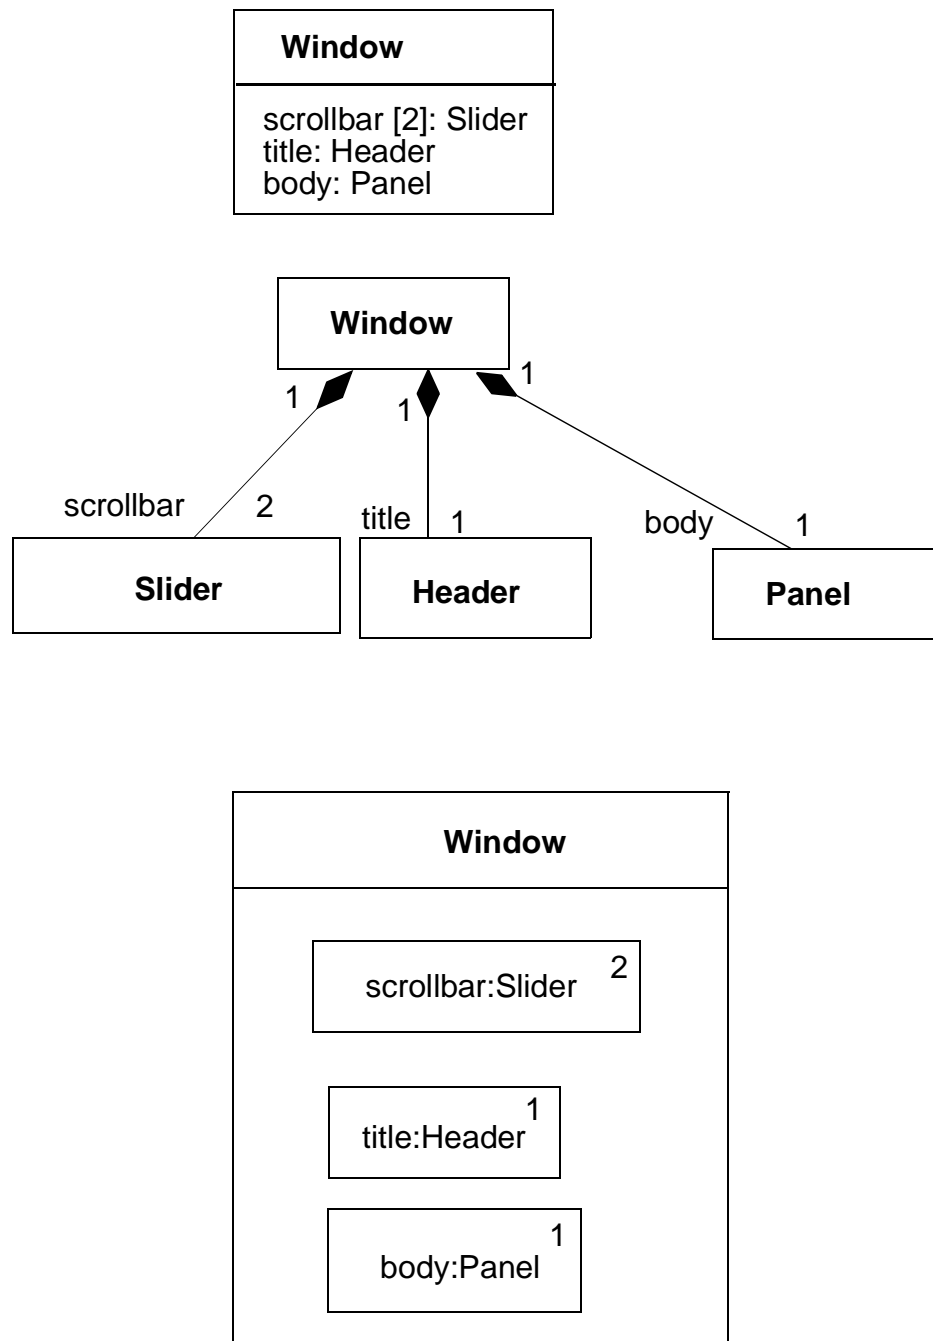 Window
scrollbar [2]: Slider
title: Header
body: Panel
Window
1
1
1
scrollbar
2
title
1
body
1
Slider
Header
Panel
Window
scrollbar:Slider
2
title:Header
1
body:Panel
1